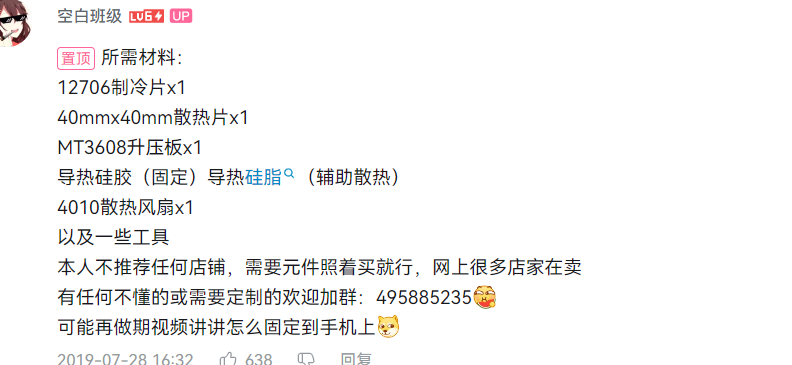 空白班级 LV6 UP
置顶 所需材料：
12706制冷片x1
40mmx40mm散热片x1
MT3608升压板x1
导热硅胶（固定）导热硅脂（辅助散热）
4010散热风扇x1
以及一些工具
本人不推荐任何店铺，需要元件照着买就行，网上很多店家在卖
有任何不懂的或需要定制的欢迎加群：495885235
可能再做期视频讲讲怎么固定到手机上
2019-07-28 16:32 638 回复